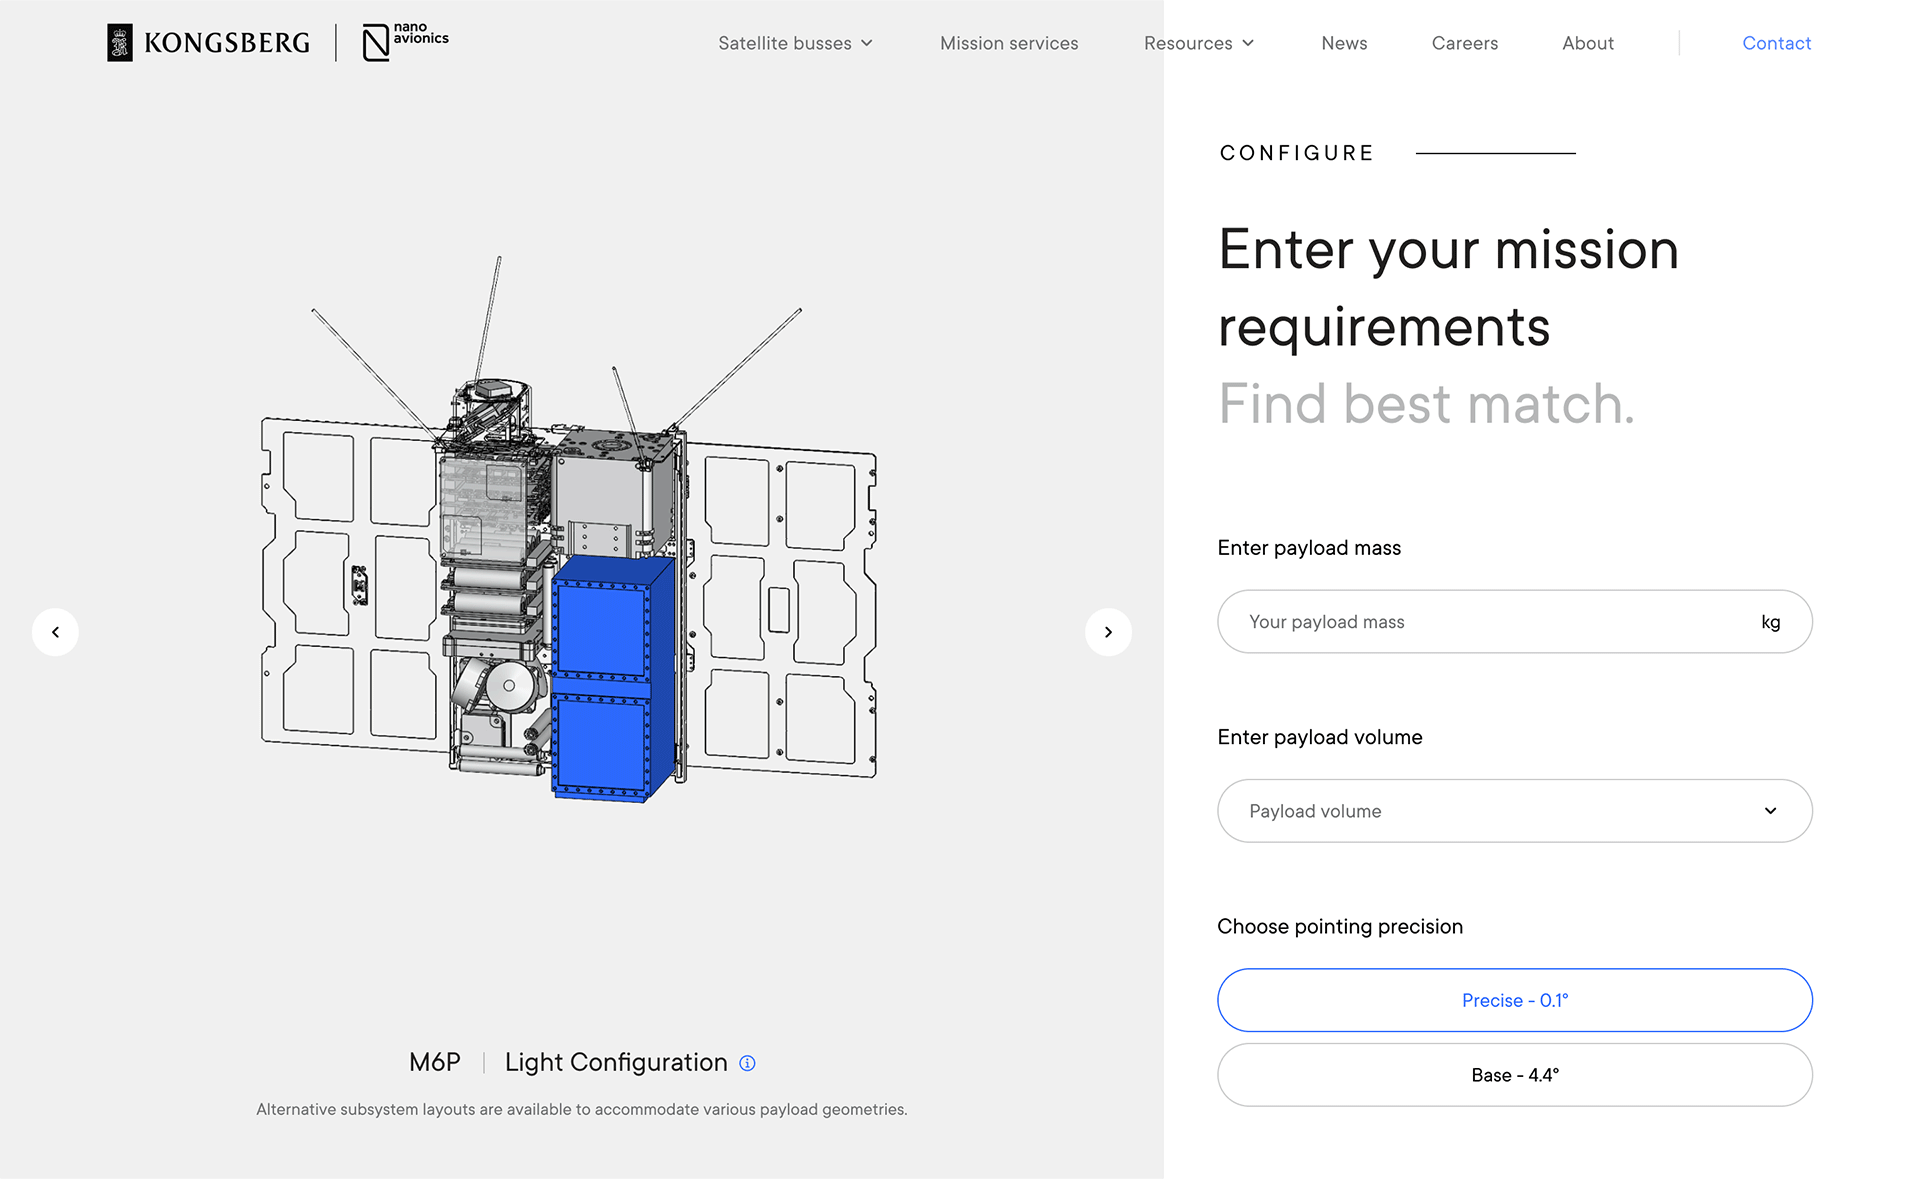 KONGSBERG
nano
avionics
Satellite busses
Mission services
Resources
News
Careers
About
Contact
CONFIGURE
Enter your mission
requirements
Find best match.
Enter payload mass
Your payload mass
kg
Enter payload volume
Payload volume
Choose pointing precision
Precise - 0.1°
Base - 4.4°
M6P
Light Configuration
Alternative subsystem layouts are available to accommodate various payload geometries.